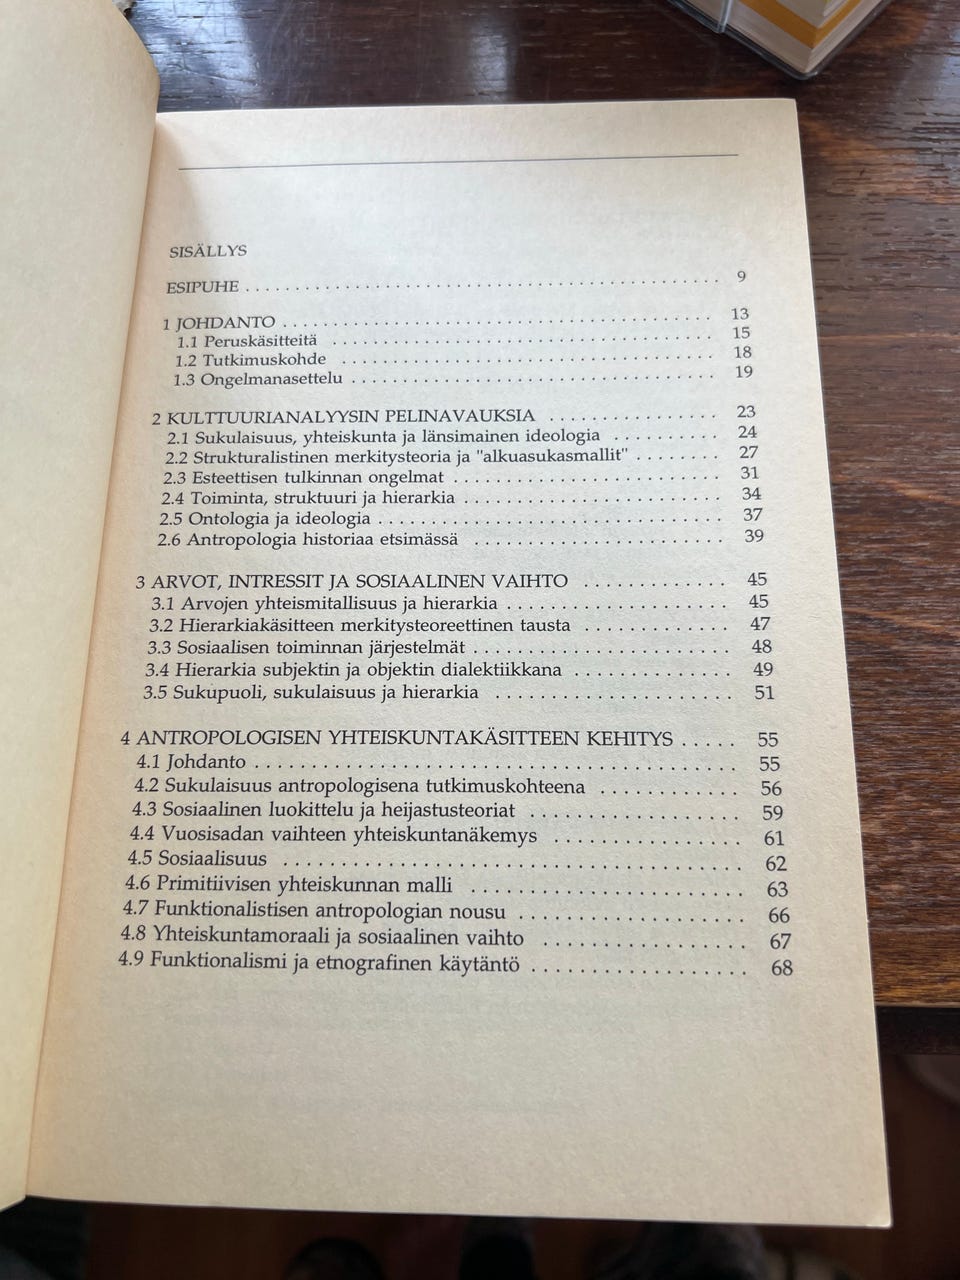 SISÄLLYS
ESIPUHE . . . . . . . . . . . . . . . . . . . . . . . . . . . . . . . . . . . . . . . . . . . . . . . . 9
1 JOHDANTO . . . . . . . . . . . . . . . . . . . . . . . . . . . . . . . . . . . . . . . . . . . . 13
1.1 Peruskäsitteitä . . . . . . . . . . . . . . . . . . . . . . . . . . . . . . . . . . . . . . . 15
1.2 Tutkimuskohde . . . . . . . . . . . . . . . . . . . . . . . . . . . . . . . . . . . . . . 18
1.3 Ongelmanasettelu . . . . . . . . . . . . . . . . . . . . . . . . . . . . . . . . . . . . . 19
2 KULTTUURIANALYYSIN PELINAVAUKSIA . . . . . . . . . . . . . . . . . 23
2.1 Sukulaisuus, yhteiskunta ja länsimainen ideologia . . . . . . . . . . 24
2.2 Strukturalistinen merkitysteoria ja "alkuasukasmallit" . . . . . . . . 27
2.3 Esteettisen tulkinnan ongelmat . . . . . . . . . . . . . . . . . . . . . . . . . . . 31
2.4 Toiminta, struktuuri ja hierarkia . . . . . . . . . . . . . . . . . . . . . . . . . . 34
2.5 Ontologia ja ideologia . . . . . . . . . . . . . . . . . . . . . . . . . . . . . . . . . . 37
2.6 Antropologia historiaa etsimässä . . . . . . . . . . . . . . . . . . . . . . . . . 39
3 ARVOT, INTRESSIT JA SOSIAALINEN VAIHTO . . . . . . . . . . . . . 45
3.1 Arvojen yhteismitallisuus ja hierarkia . . . . . . . . . . . . . . . . . . . . . 45
3.2 Hierarkiakäsitteen merkitysteoreettinen tausta . . . . . . . . . . . . . 47
3.3 Sosiaalisen toiminnan järjestelmät . . . . . . . . . . . . . . . . . . . . . . . . 48
3.4 Hierarkia subjektin ja objektin dialektiikkana . . . . . . . . . . . . . . 49
3.5 Sukupuoli, sukulaisuus ja hierarkia . . . . . . . . . . . . . . . . . . . . . . 51
4 ANTROPOLOGISEN YHTEISKUNTAKÄSITTEEN KEHITYS . . . . . 55
4.1 Johdanto . . . . . . . . . . . . . . . . . . . . . . . . . . . . . . . . . . . . . . . . . . . . 55
4.2 Sukulaisuus antropologisena tutkimuskohteena . . . . . . . . . . . . 56
4.3 Sosiaalinen luokittelu ja heijastusteoriat . . . . . . . . . . . . . . . . . . . 59
4.4 Vuosisadan vaihteen yhteiskuntanäkemys . . . . . . . . . . . . . . . . . 61
4.5 Sosiaalisuus . . . . . . . . . . . . . . . . . . . . . . . . . . . . . . . . . . . . . . . . . . 62
4.6 Primitiivisen yhteiskunnan malli . . . . . . . . . . . . . . . . . . . . . . . . . 63
4.7 Funktionalistisen antropologian nousu . . . . . . . . . . . . . . . . . . . . 66
4.8 Yhteiskuntamoraali ja sosiaalinen vaihto . . . . . . . . . . . . . . . . . . 67
4.9 Funktionalismi ja etnografinen käytäntö . . . . . . . . . . . . . . . . . . . 68